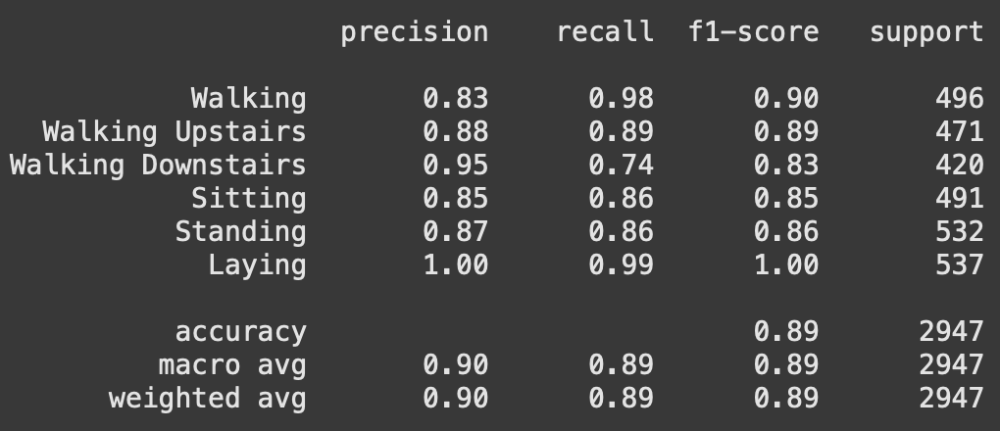 precision recall f1-score support
Walking 0.83 0.98 0.90 496
Walking Upstairs 0.88 0.89 0.89 471
Walking Downstairs 0.95 0.74 0.83 420
Sitting 0.85 0.86 0.85 491
Standing 0.87 0.86 0.86 532
Laying 1.00 0.99 1.00 537
accuracy 0.89 2947
macro avg 0.90 0.89 0.89 2947
weighted avg 0.90 0.89 0.89 2947